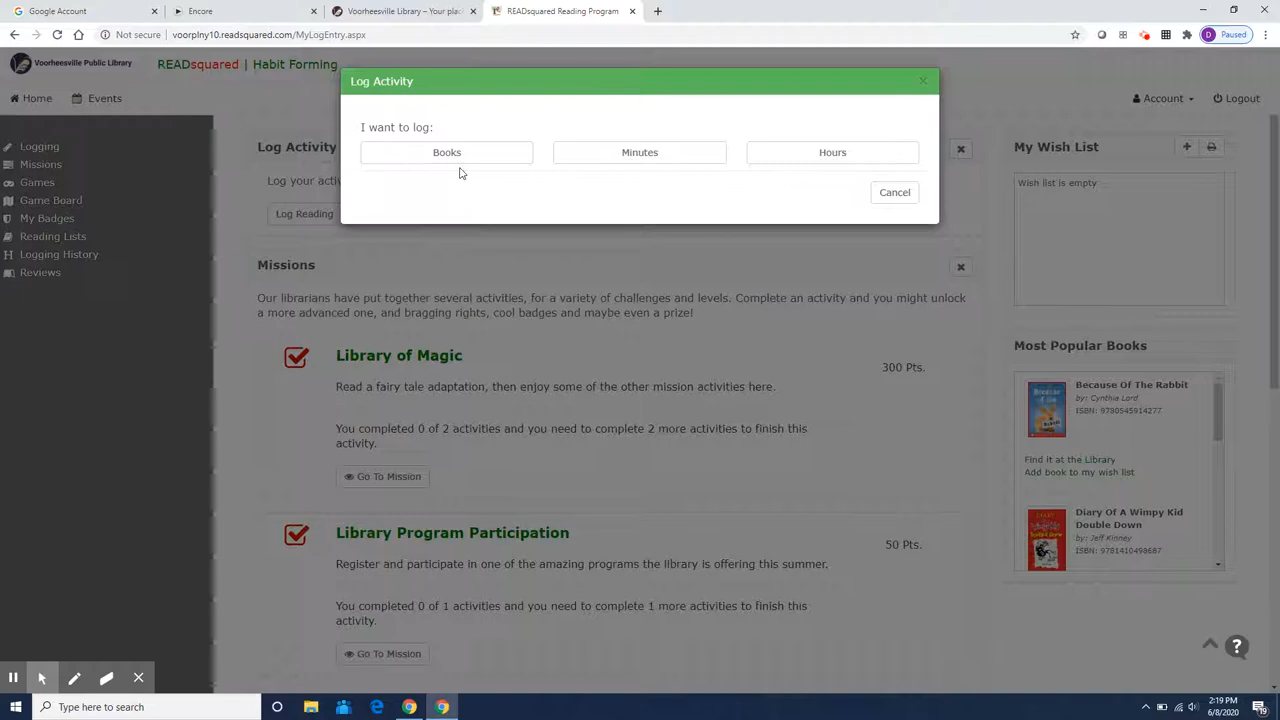 Google Account
Encore
Voorheesville Library – Your plac
READsquared Reading Program
Not secure | voorplny10.readsquared.com/MyLogEntry.aspx
D Paused
Voorheesville Public Library
READsquared | Habit Forming
Home
Events
Account
Logout
Logging
Missions
Games
Game Board
My Badges
Reading Lists
Logging History
Reviews
Log Activity
I want to log:
Books
Minutes
Hours
Cancel
Log Activity
Log your activ
Log Reading
Missions
Our librarians have put together several activities, for a variety of challenges and levels. Complete an activity and you might unlock
a more advanced one, and bragging rights, cool badges and maybe even a prize!
Library of Magic
300 Pts.
Read a fairy tale adaptation, then enjoy some of the other mission activities here.
You completed 0 of 2 activities and you need to complete 2 more activities to finish this
activity.
Go To Mission
Library Program Participation
50 Pts.
Register and participate in one of the amazing programs the library is offering this summer.
You completed 0 of 1 activities and you need to complete 1 more activities to finish this
activity.
Go To Mission
My Wish List
Wish list is empty
Most Popular Books
Because Of The Rabbit
by: Cynthia Lord
ISBN: 9780545914277
Find it at the Library
Add book to my wish list
Diary Of A Wimpy Kid
Double Down
by: Jeff Kinney
ISBN: 9781410498687
Type here to search
2:19 PM
6/8/2020